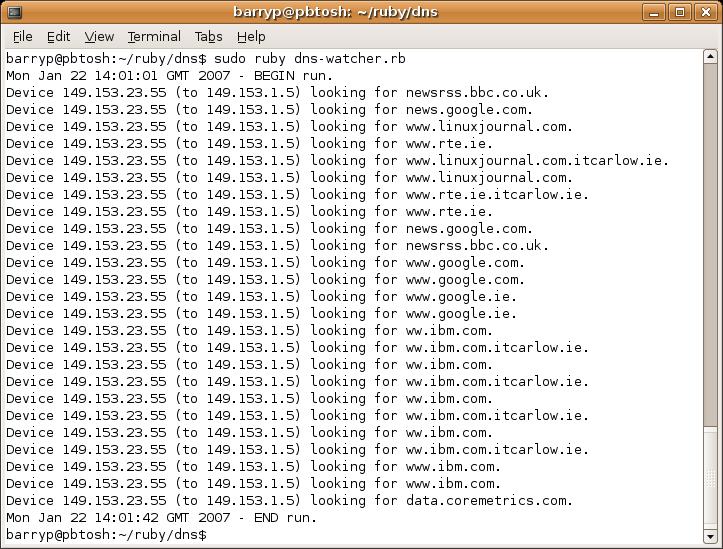 barryp@pbtosh: ~/ruby/dns
File Edit View Terminal Tabs Help
barryp@pbtosh:~/ruby/dns$ sudo ruby dns-watcher.rb
Mon Jan 22 14:01:01 GMT 2007 - BEGIN run.
Device 149.153.23.55 (to 149.153.1.5) looking for newsrss.bbc.co.uk.
Device 149.153.23.55 (to 149.153.1.5) looking for news.google.com.
Device 149.153.23.55 (to 149.153.1.5) looking for www.linuxjournal.com.
Device 149.153.23.55 (to 149.153.1.5) looking for www.rte.ie.
Device 149.153.23.55 (to 149.153.1.5) looking for www.linuxjournal.com.itcarlow.ie.
Device 149.153.23.55 (to 149.153.1.5) looking for www.linuxjournal.com.
Device 149.153.23.55 (to 149.153.1.5) looking for www.rte.ie.itcarlow.ie.
Device 149.153.23.55 (to 149.153.1.5) looking for www.rte.ie.
Device 149.153.23.55 (to 149.153.1.5) looking for news.google.com.
Device 149.153.23.55 (to 149.153.1.5) looking for newsrss.bbc.co.uk.
Device 149.153.23.55 (to 149.153.1.5) looking for www.google.com.
Device 149.153.23.55 (to 149.153.1.5) looking for www.google.com.
Device 149.153.23.55 (to 149.153.1.5) looking for www.google.ie.
Device 149.153.23.55 (to 149.153.1.5) looking for www.google.ie.
Device 149.153.23.55 (to 149.153.1.5) looking for ww.ibm.com.
Device 149.153.23.55 (to 149.153.1.5) looking for ww.ibm.com.itcarlow.ie.
Device 149.153.23.55 (to 149.153.1.5) looking for ww.ibm.com.
Device 149.153.23.55 (to 149.153.1.5) looking for ww.ibm.com.itcarlow.ie.
Device 149.153.23.55 (to 149.153.1.5) looking for ww.ibm.com.
Device 149.153.23.55 (to 149.153.1.5) looking for ww.ibm.com.itcarlow.ie.
Device 149.153.23.55 (to 149.153.1.5) looking for ww.ibm.com.
Device 149.153.23.55 (to 149.153.1.5) looking for ww.ibm.com.itcarlow.ie.
Device 149.153.23.55 (to 149.153.1.5) looking for www.ibm.com.
Device 149.153.23.55 (to 149.153.1.5) looking for www.ibm.com.
Device 149.153.23.55 (to 149.153.1.5) looking for data.coremetrics.com.
Mon Jan 22 14:01:42 GMT 2007 - END run.
barryp@pbtosh:~/ruby/dns$